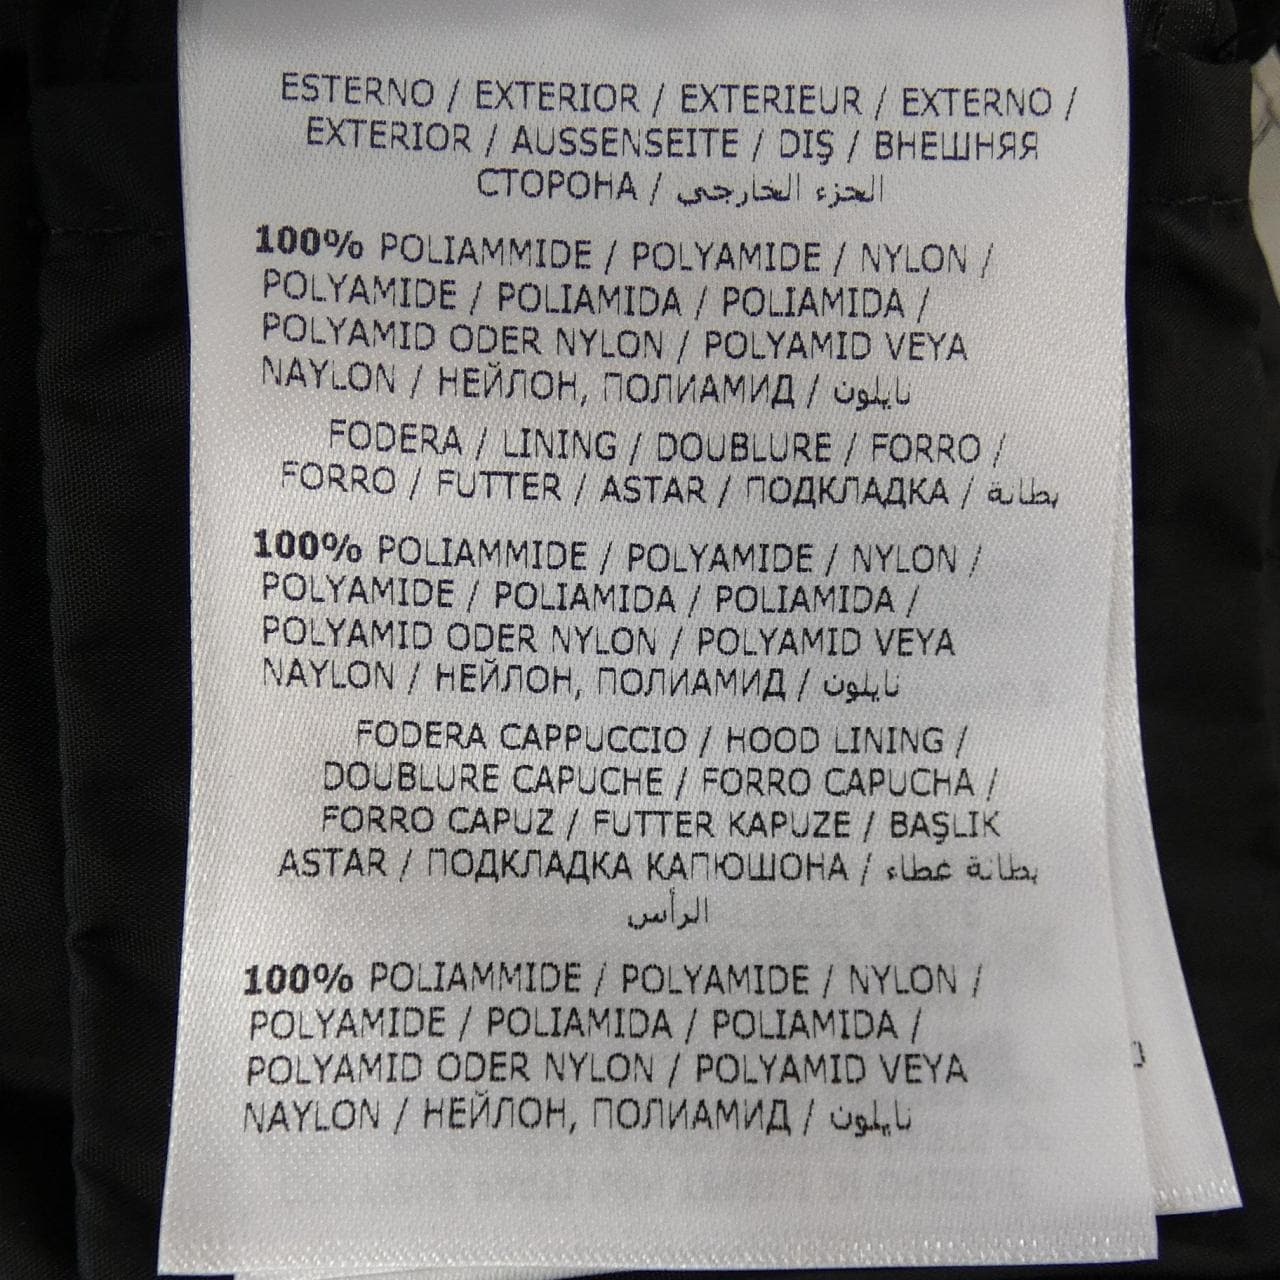 ESTERNO / EXTERIOR / EXTERIEUR / EXTERNO /
EXTERIOR / AUSSENSEITE / DIŞ / ВНЕШНЯЯ
СТОРОНА / الجزء الخارجي
100% POLIAMMIDE / POLYAMIDE / NYLON /
POLYAMIDE / POLIAMIDA / POLIAMIDA /
POLYAMID ODER NYLON / POLYAMID VEYA
NAYLON / НЕЙЛОН, ПОЛИАМИД / نايلون
FODERA / LINING / DOUBLURE / FORRO /
FORRO / FUTTER / ASTAR / ПОДКЛАДКА / بطانة
100% POLIAMMIDE / POLYAMIDE / NYLON /
POLYAMIDE / POLIAMIDA / POLIAMIDA /
POLYAMID ODER NYLON / POLYAMID VEYA
NAYLON / НЕЙЛОН, ПОЛИАМИД / نايلون
FODERA CAPPUCCIO / HOOD LINING /
DOUBLURE CAPUCHE / FORRO CAPUCHA /
FORRO CAPUZ / FUTTER KAPUZE / BAŞLIK
ASTAR / ПОДКЛАДКА КАПЮШОНА / بطانة غطاء
الرأس
100% POLIAMMIDE / POLYAMIDE / NYLON /
POLYAMIDE / POLIAMIDA / POLIAMIDA /
POLYAMID ODER NYLON / POLYAMID VEYA
NAYLON / НЕЙЛОН, ПОЛИАМИД / نايلون